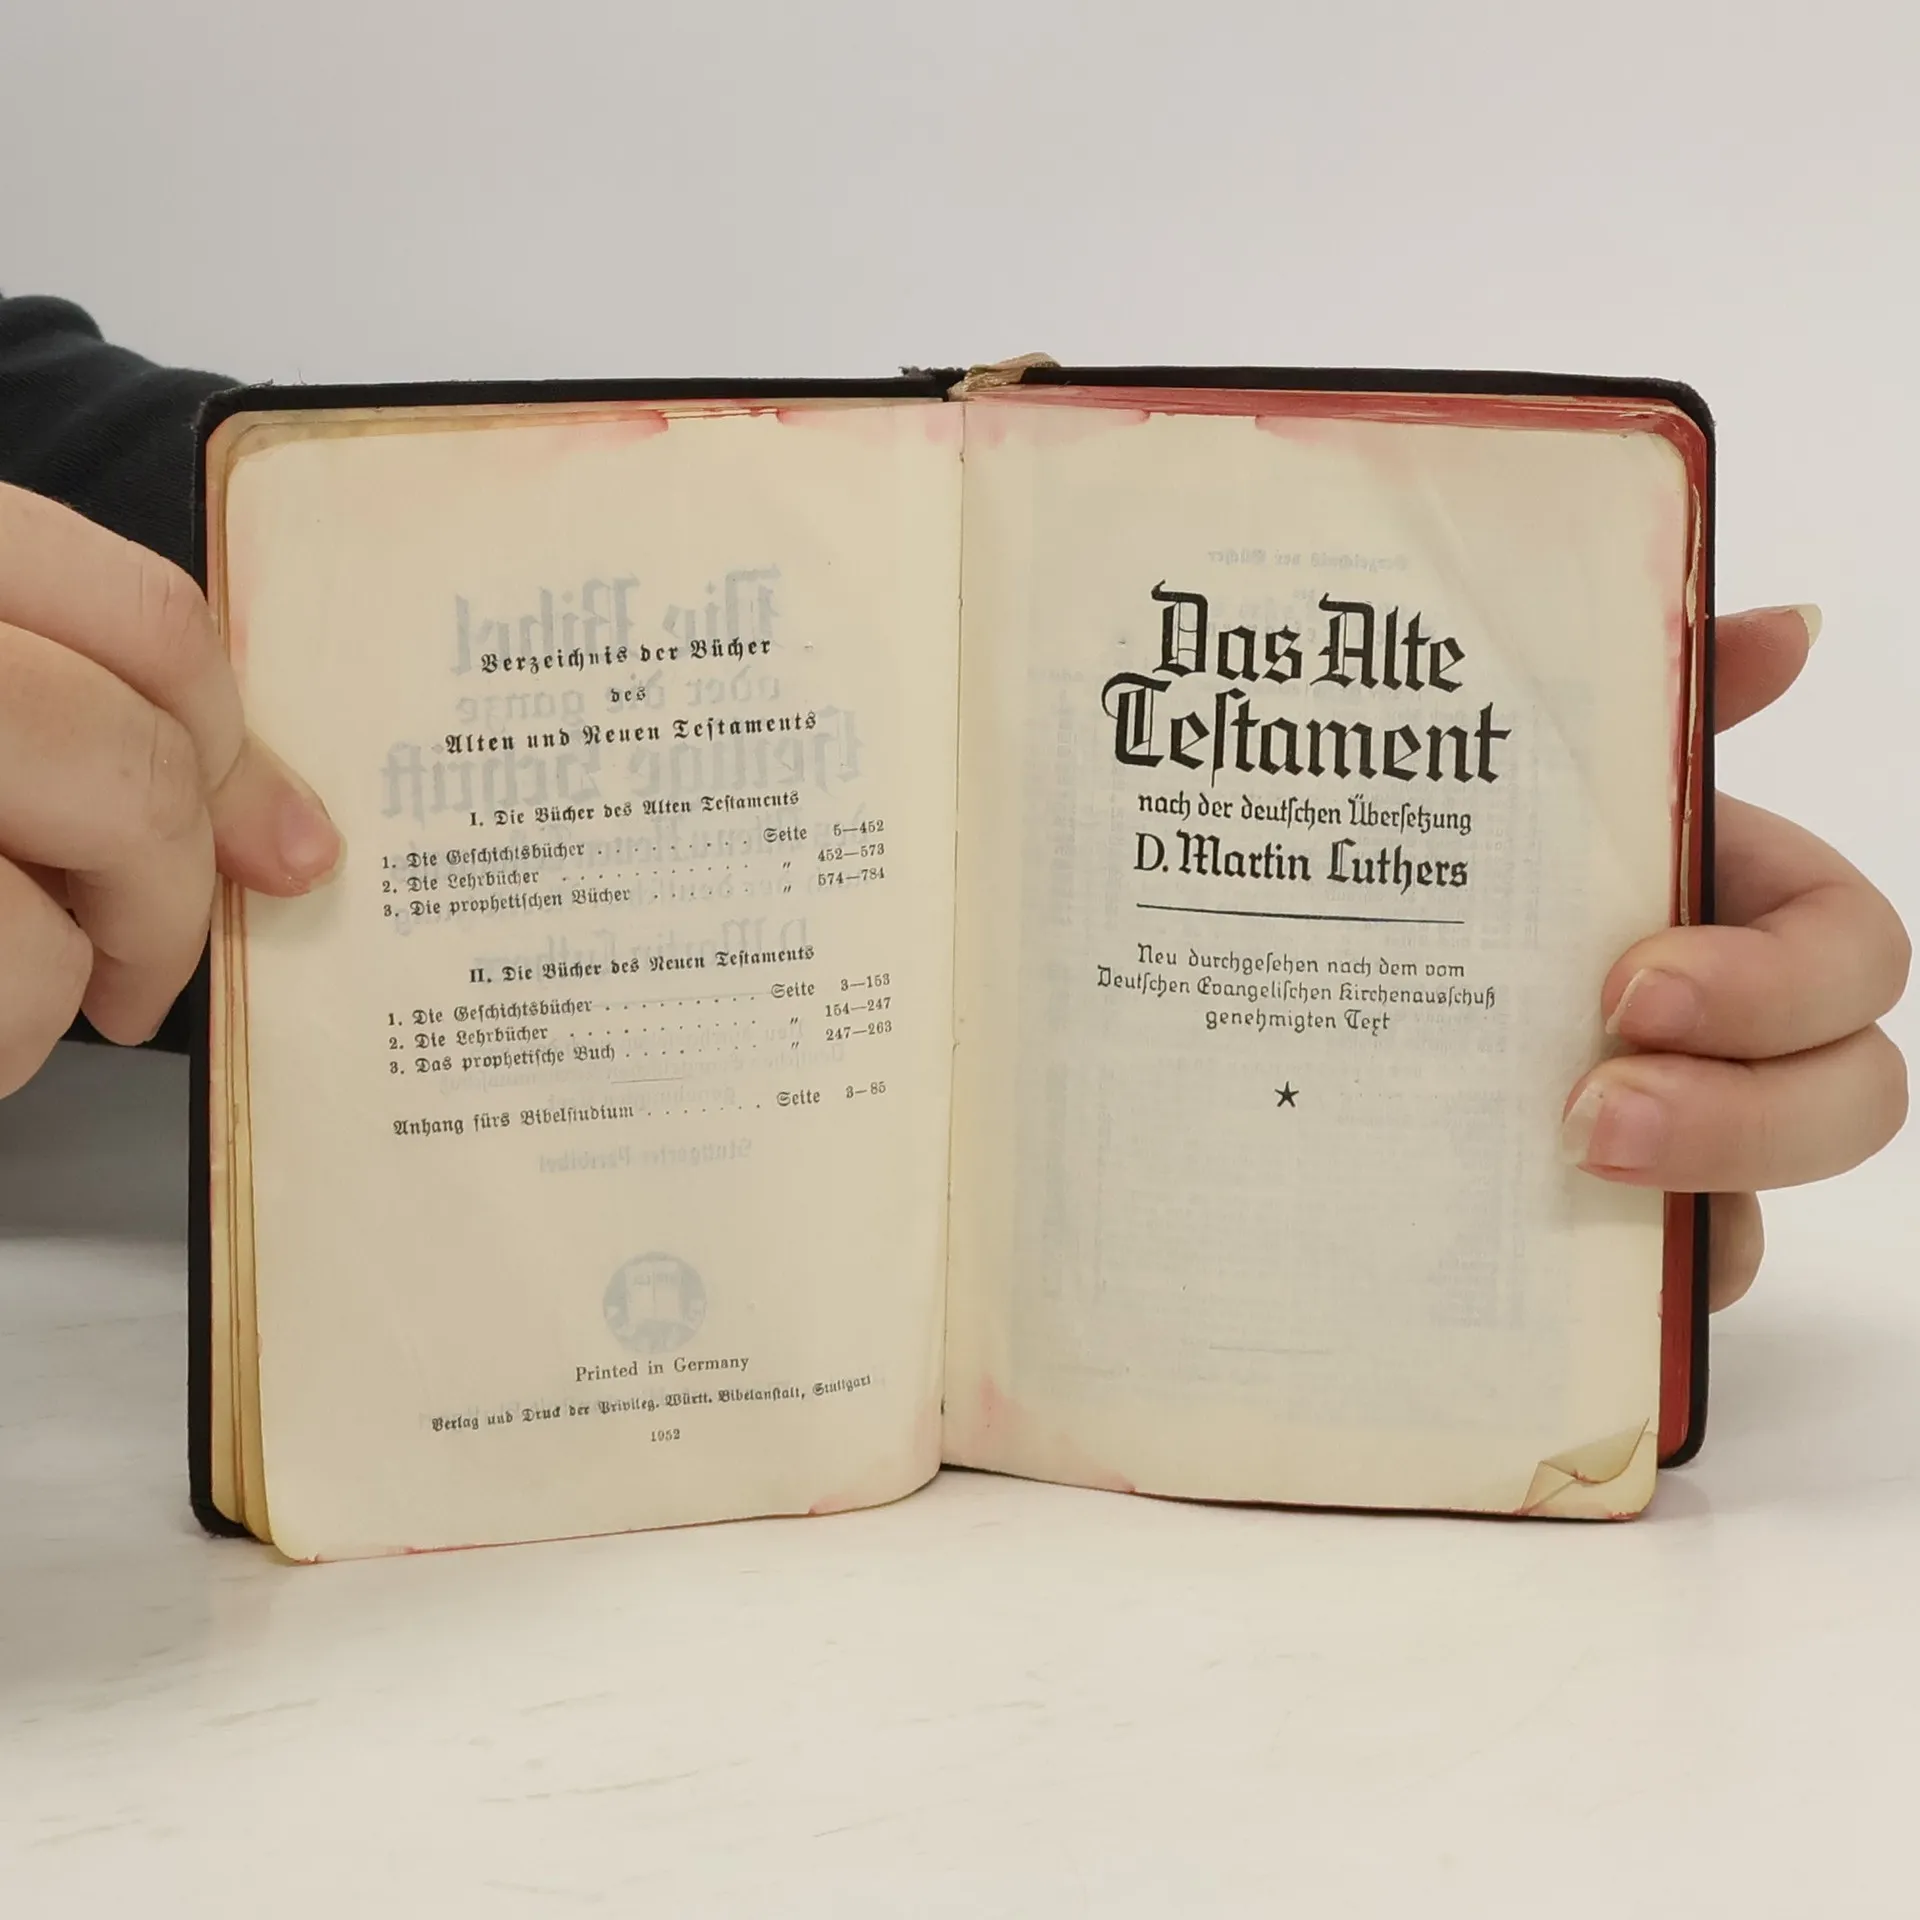 Verzeichnis der Bücher
des
Alten und Neuen Teſtaments
I. Die Bücher des Alten Teſtaments
1. Die Geſchichtsbücher . . . . . . . . . Seite 5—452
2. Die Lehrbücher . . . . . . . . . . . „ 452—573
3. Die prophetiſchen Bücher . . . . . . „ 574—784
II. Die Bücher des Neuen Teſtaments
1. Die Geſchichtsbücher . . . . . . . . . Seite 3—153
2. Die Lehrbücher . . . . . . . . . . . „ 154—247
3. Das prophetiſche Buch . . . . . . . . „ 247—263
Anhang fürs Bibelſtudium . . . . . . . Seite 3—85
Printed in Germany
Verlag und Druck der Privileg. Württ. Bibelanſtalt, Stuttgart
1952
Das Alte
Teſtament
nach der deutſchen Überſetzung
D. Martin Luthers
Neu durchgeſehen nach dem vom
Deutſchen Evangeliſchen Kirchenausſchuß
genehmigten Text